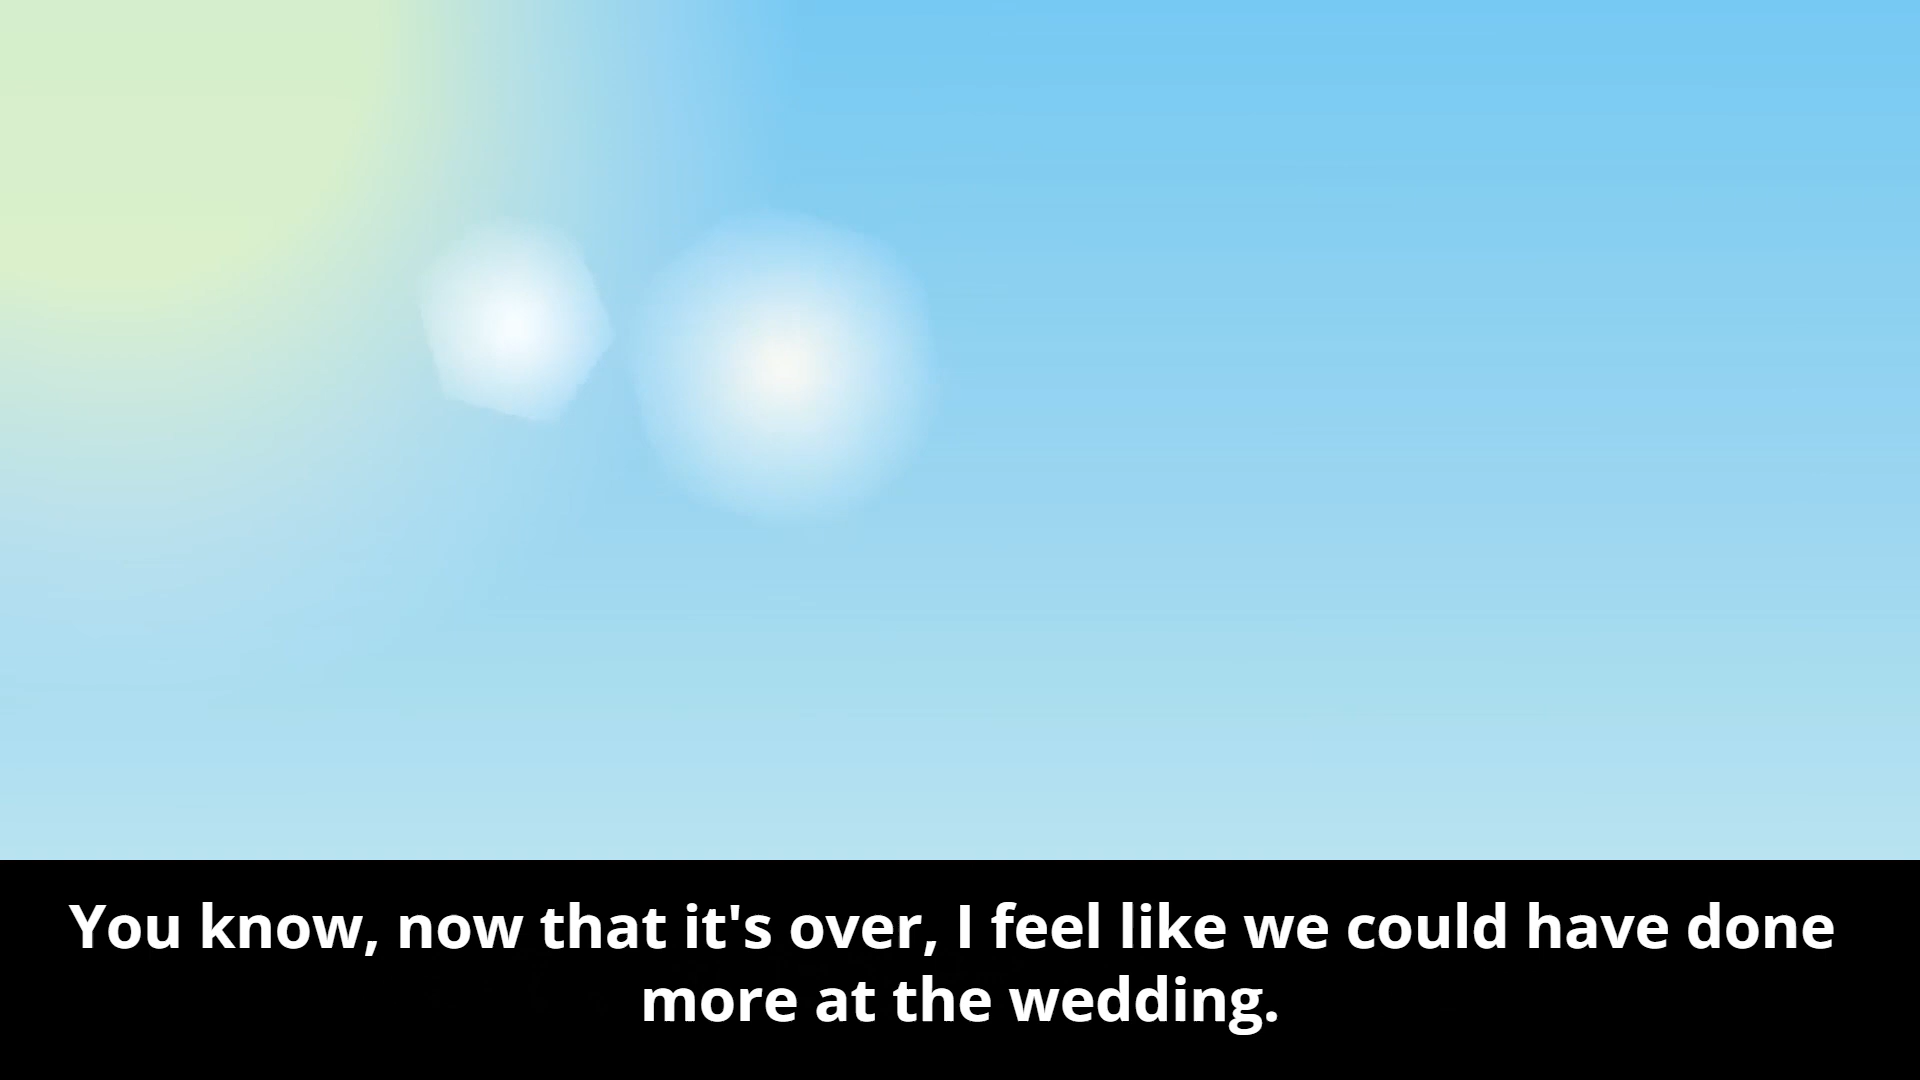 You know, now that it's over, I feel like we could have done
more at the wedding.